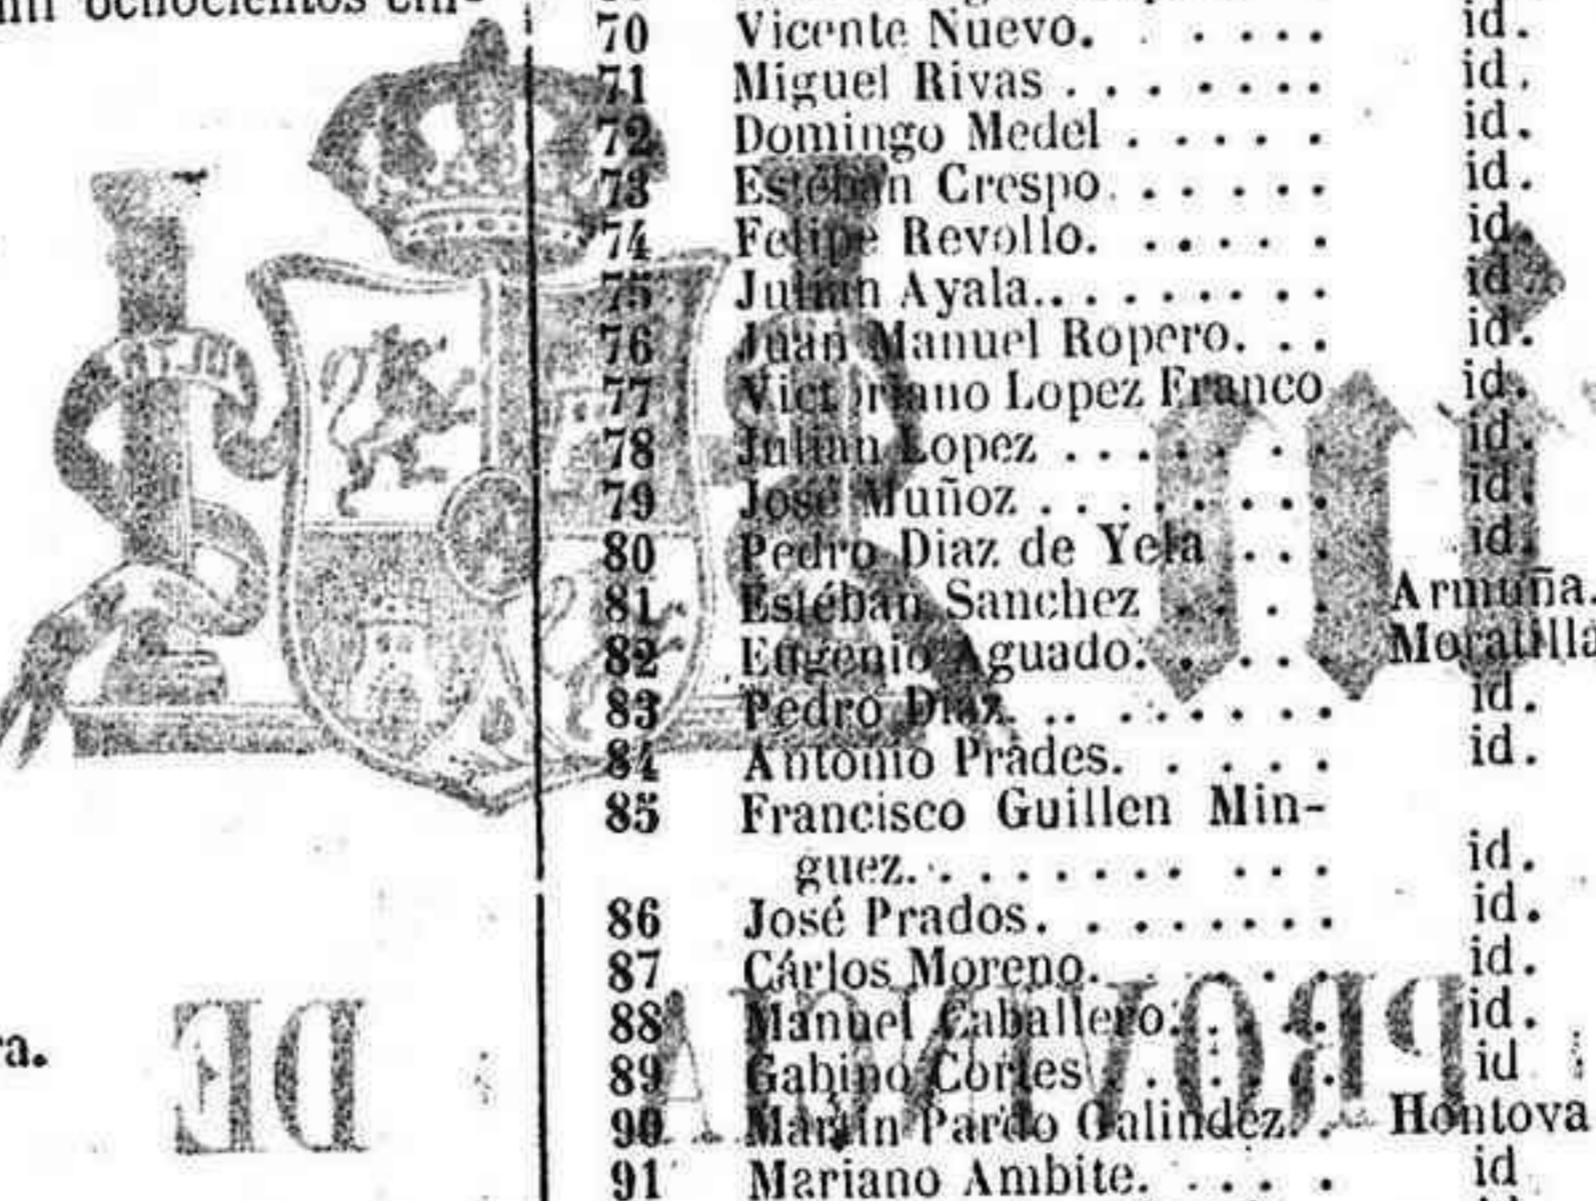 mil ochocientos cin-
ra.
70 Vicente Nuevo. . . . . . id.
71 Miguel Rivas . . . . . . . id.
72 Domingo Medel . . . . . id.
73 Estéban Crespo. . . . . . id.
74 Felipe Revollo. . . . . . id.
75 Julian Ayala.. . . . . . . id.
76 Juan Manuel Ropero. . . id.
77 Victoriano Lopez Franco id.
78 Julian Lopez . . . . . . . id.
79 José Muñoz . . . . . . . . id.
80 Pedro Diaz de Yela . . . id.
81 Estéban Sanchez . . . . Armuña.
82 Eugenio Aguado. . . . . Moratilla
83 Pedro Diaz. . . . . . . . id.
84 Antonio Prades. . . . . . id.
85 Francisco Guillen Min-
guez. . . . . . . . . . . id.
86 José Prados. . . . . . . . id.
87 Cárlos Moreno. . . . . . id.
88 Manuel Caballero. . . . . id.
89 Gabino Cortes . . . . . . id
90 Martin Pardo Galindez. . Hontova
91 Mariano Ambite. . . . . id
PROVINCIA DE